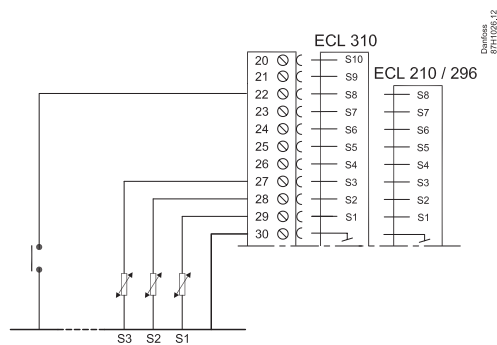 Danfoss
87H1026.12
ECL 310
ECL 210 / 296
20 S10
21 S9
22 S8 S8
23 S7 S7
24 S6 S6
25 S5 S5
26 S4 S4
27 S3 S3
28 S2 S2
29 S1 S1
30
S3 S2 S1